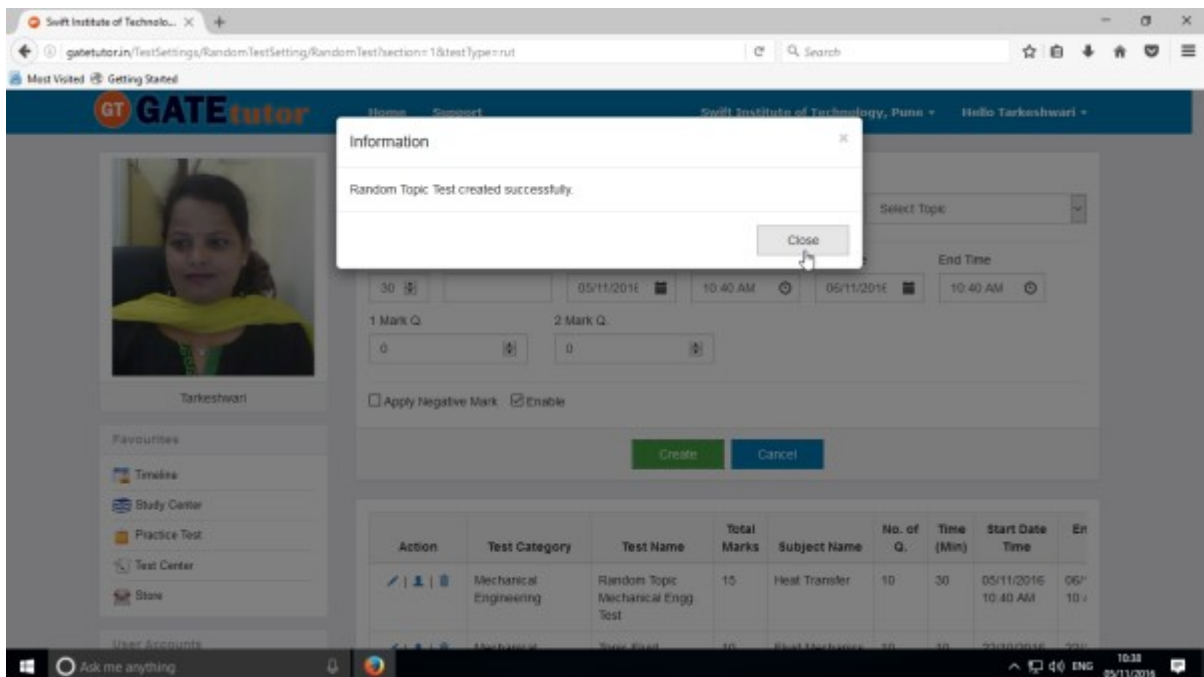 Swift Institute of Technolo...
gatetutor.in/TestSettings/RandomTestSetting/RandomTest?section=1&testType=rut
Search
Most Visited Getting Started
GT GATEtutor Home Support Swift Institute of Technology, Pune Hello Tarkeshwari
Information
Random Topic Test created successfully.
Select Topic
Close
End Time
30 05/11/2016 10:40 AM 06/11/2016 10:40 AM
1 Mark Q. 2 Mark Q.
0 0
Tarkeshwari
Apply Negative Mark Enable
Favourites
Create Cancel
Timeline
Study Center
Practice Test
Test Center
Store
User Accounts
Action Test Category Test Name Total Marks Subject Name No. of Q. Time (Min) Start Date Time
Mechanical Engineering Random Topic Mechanical Engg. Test 15 Heat Transfer 10 30 05/11/2016 10:40 AM
Ask me anything
ENG
10:38
05/11/2016